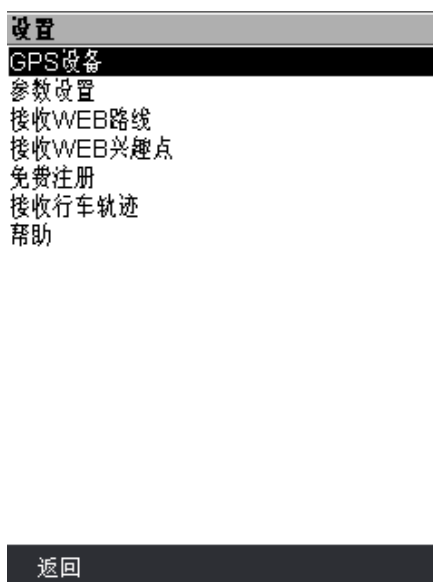 设置
GPS设备
参数设置
接收WEB路线
接收WEB兴趣点
免费注册
接收行车轨迹
帮助
返回